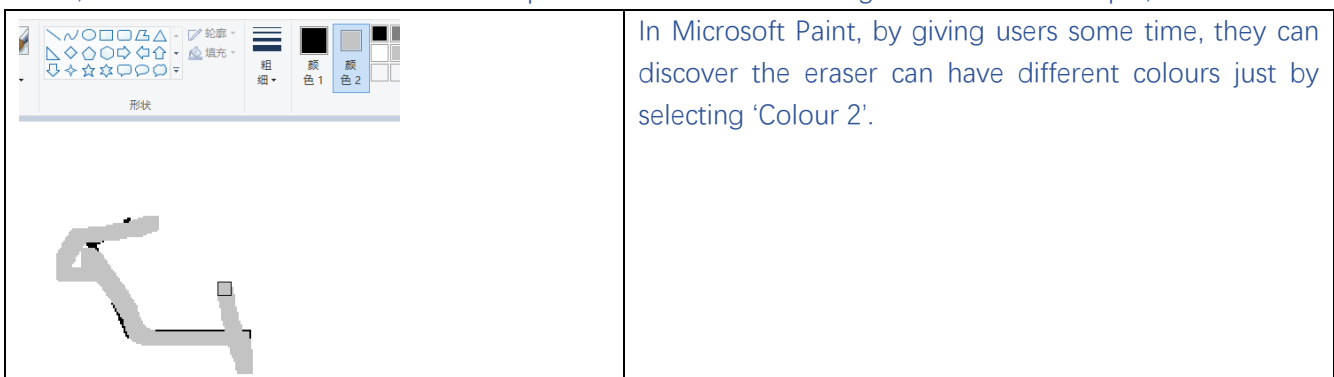 轮廓
填充
形状
粗
细
颜
色 1
颜
色 2
In Microsoft Paint, by giving users some time, they can
discover the eraser can have different colours just by
selecting ‘Colour 2’.